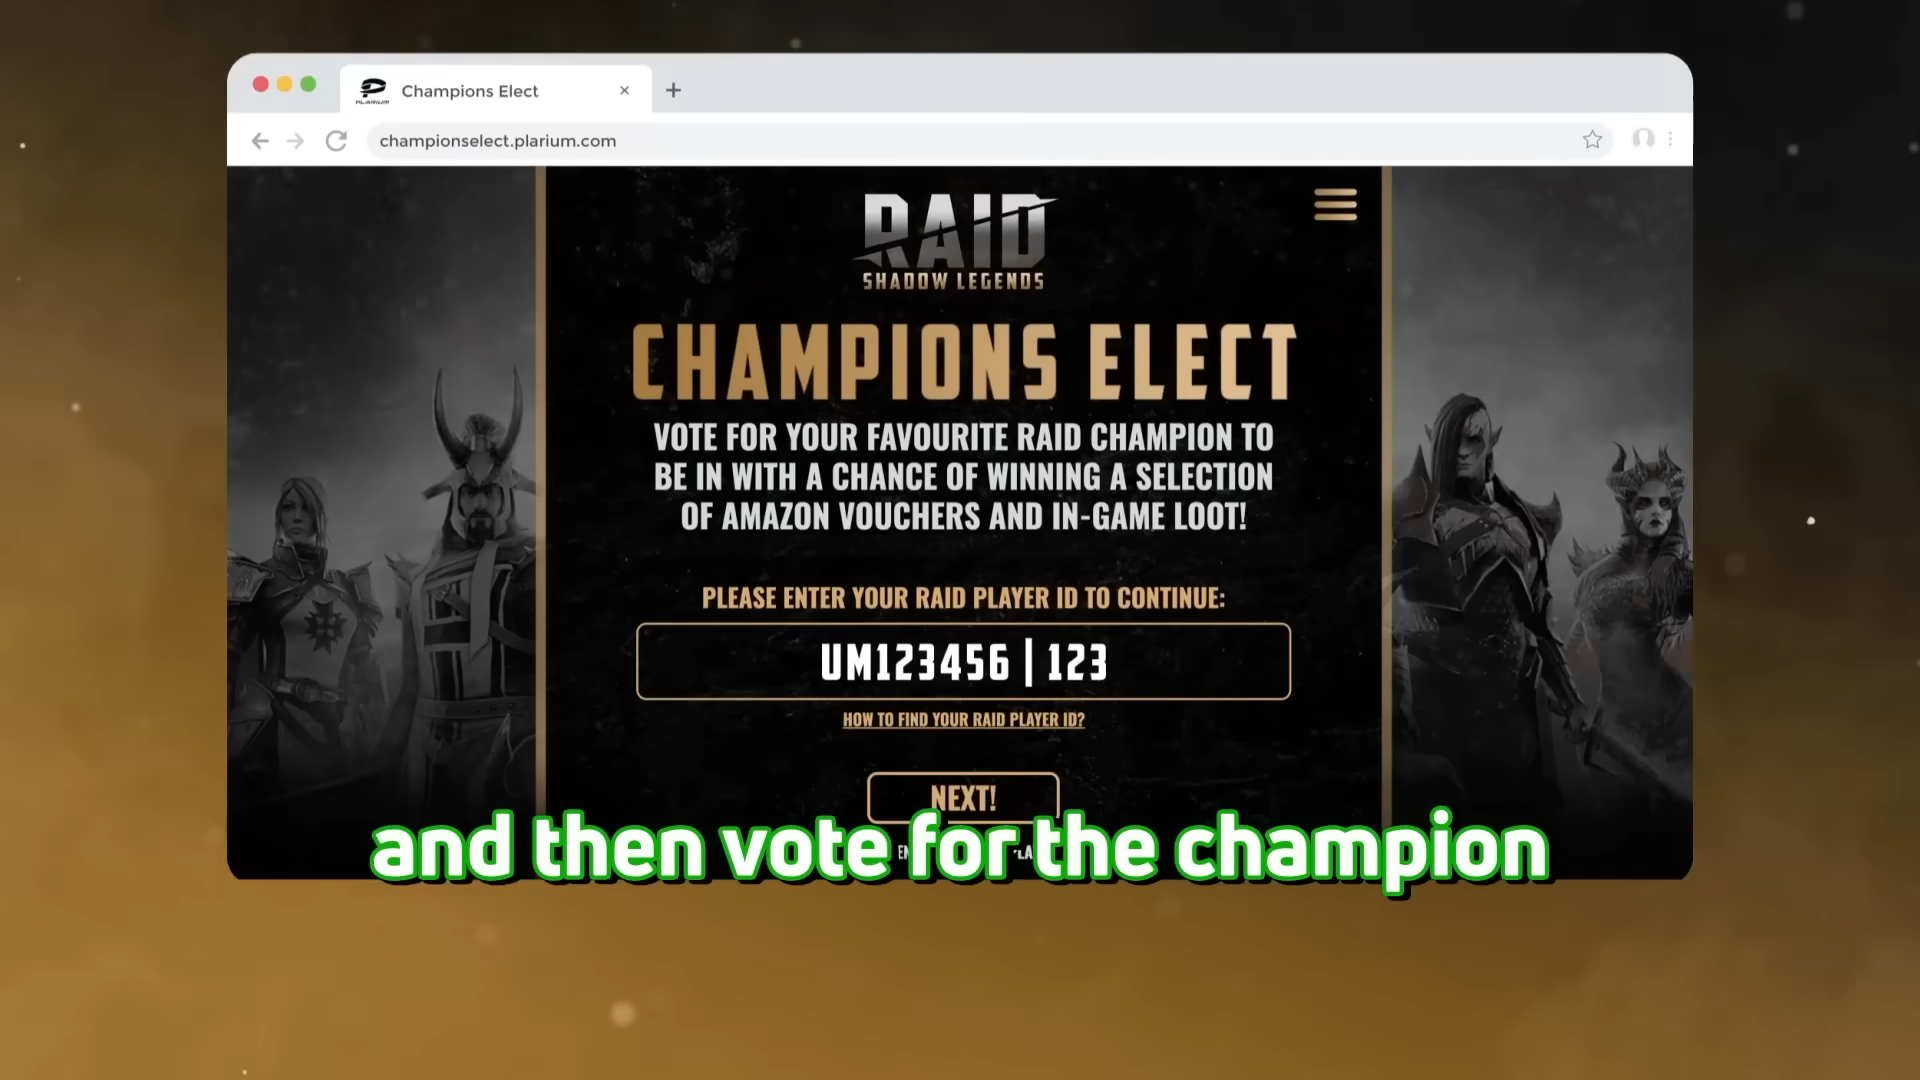 PLARIUM
Champions Elect
championselect.plarium.com
RAID
SHADOW LEGENDS
CHAMPIONS ELECT
VOTE FOR YOUR FAVOURITE RAID CHAMPION TO
BE IN WITH A CHANCE OF WINNING A SELECTION
OF AMAZON VOUCHERS AND IN-GAME LOOT!
PLEASE ENTER YOUR RAID PLAYER ID TO CONTINUE:
UM123456 | 123
HOW TO FIND YOUR RAID PLAYER ID?
NEXT!
and then vote for the champion